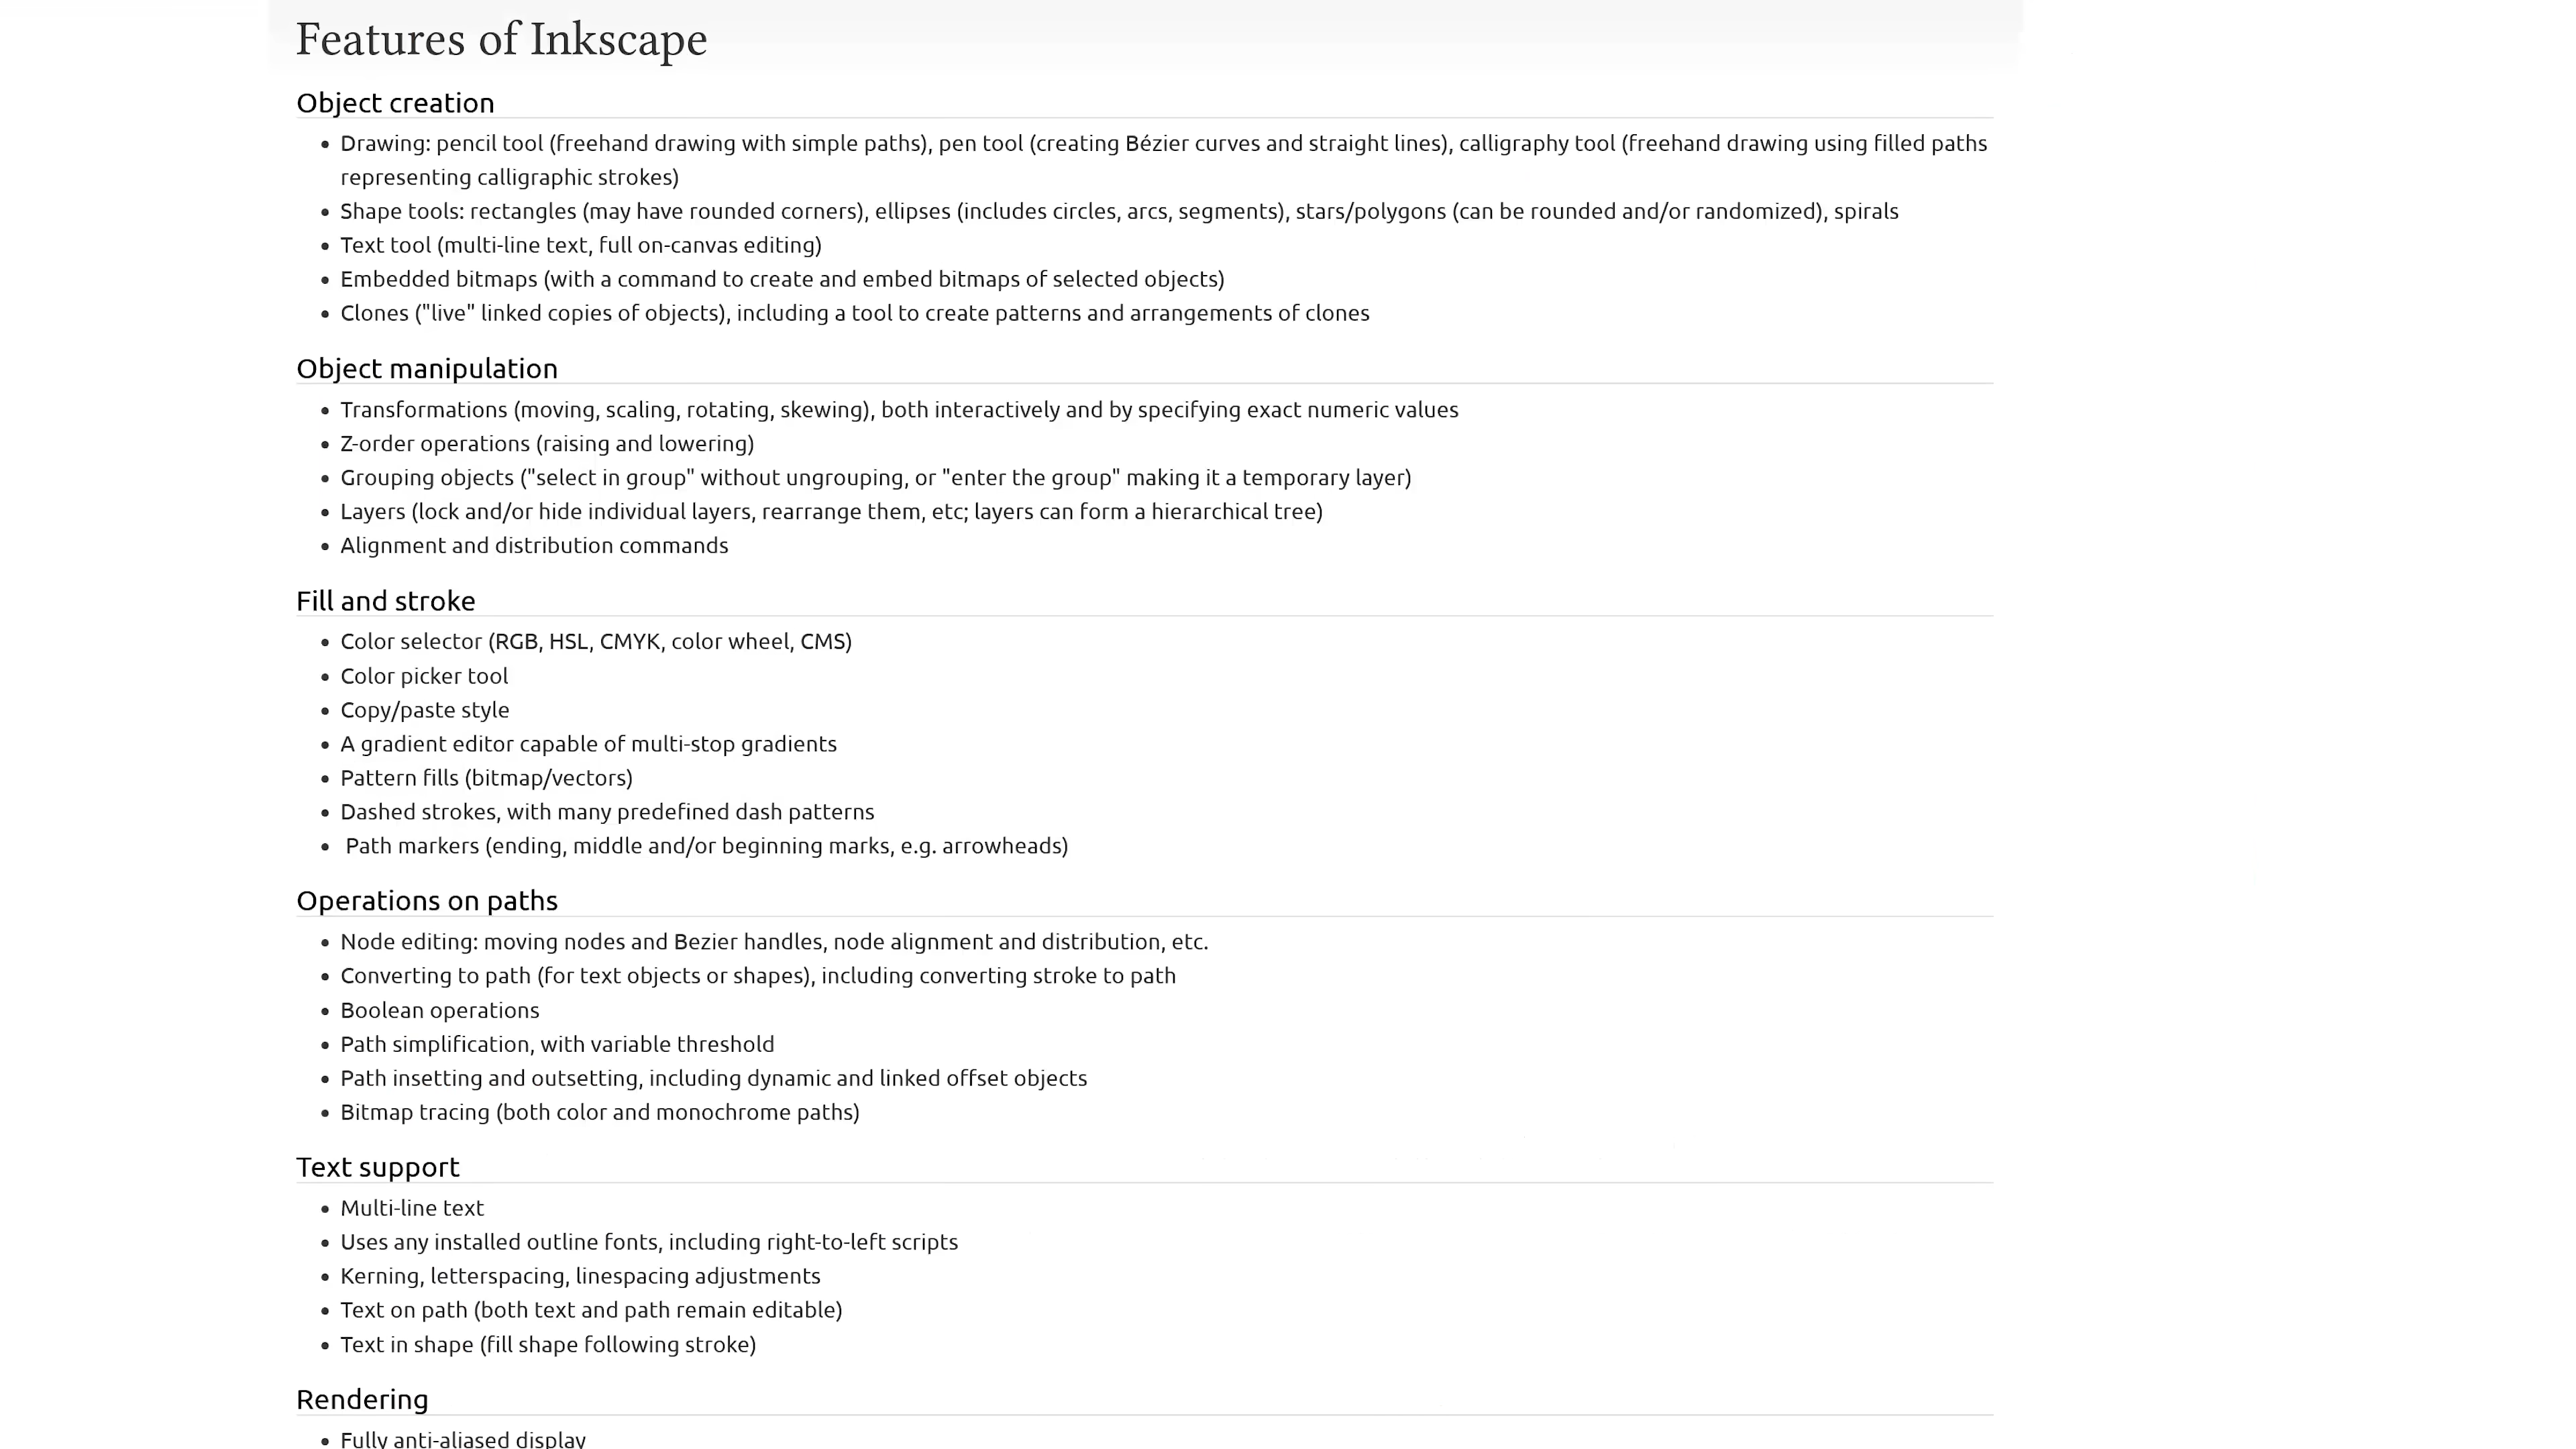 Features of Inkscape
Object creation
• Drawing: pencil tool (freehand drawing with simple paths), pen tool (creating Bézier curves and straight lines), calligraphy tool (freehand drawing using filled paths
representing calligraphic strokes)
• Shape tools: rectangles (may have rounded corners), ellipses (includes circles, arcs, segments), stars/polygons (can be rounded and/or randomized), spirals
• Text tool (multi-line text, full on-canvas editing)
• Embedded bitmaps (with a command to create and embed bitmaps of selected objects)
• Clones ("live" linked copies of objects), including a tool to create patterns and arrangements of clones
Object manipulation
• Transformations (moving, scaling, rotating, skewing), both interactively and by specifying exact numeric values
• Z-order operations (raising and lowering)
• Grouping objects ("select in group" without ungrouping, or "enter the group" making it a temporary layer)
• Layers (lock and/or hide individual layers, rearrange them, etc; layers can form a hierarchical tree)
• Alignment and distribution commands
Fill and stroke
• Color selector (RGB, HSL, CMYK, color wheel, CMS)
• Color picker tool
• Copy/paste style
• A gradient editor capable of multi-stop gradients
• Pattern fills (bitmap/vectors)
• Dashed strokes, with many predefined dash patterns
• Path markers (ending, middle and/or beginning marks, e.g. arrowheads)
Operations on paths
• Node editing: moving nodes and Bezier handles, node alignment and distribution, etc.
• Converting to path (for text objects or shapes), including converting stroke to path
• Boolean operations
• Path simplification, with variable threshold
• Path insetting and outsetting, including dynamic and linked offset objects
• Bitmap tracing (both color and monochrome paths)
Text support
• Multi-line text
• Uses any installed outline fonts, including right-to-left scripts
• Kerning, letterspacing, linespacing adjustments
• Text on path (both text and path remain editable)
• Text in shape (fill shape following stroke)
Rendering
• Fully anti-aliased display